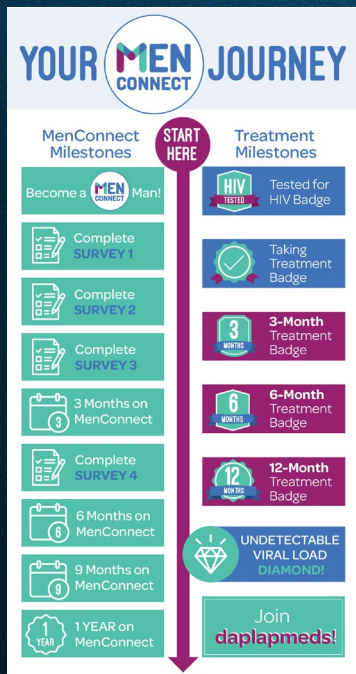 YOUR MEN CONNECT JOURNEY
MenConnect
Milestones
START
HERE
Treatment
Milestones
Become a MEN CONNECT Man!
Complete
SURVEY 1
Complete
SURVEY 2
Complete
SURVEY 3
3
3 Months on
MenConnect
Complete
SURVEY 4
6
6 Months on
MenConnect
9
9 Months on
MenConnect
1
YEAR
1 YEAR on
MenConnect
HIV
TESTED
Tested for
HIV Badge
Taking
Treatment
Badge
3
MONTHS
3-Month
Treatment
Badge
6
MONTHS
6-Month
Treatment
Badge
12
MONTHS
12-Month
Treatment
Badge
UNDETECTABLE
VIRAL LOAD
DIAMOND!
Join
daplapmeds!